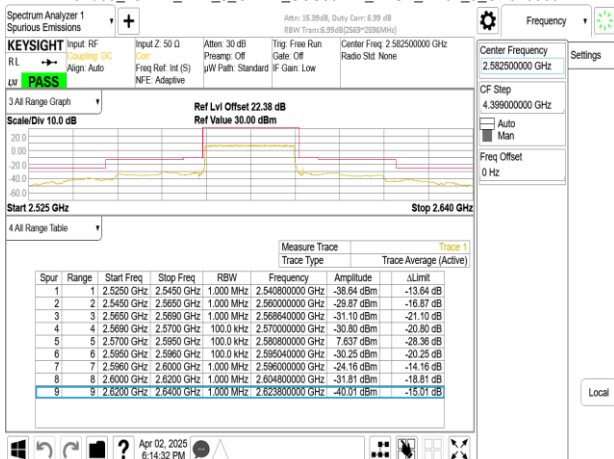 Spectrum Analyzer 1
Spurious Emissions
Attn: 15.39dB, Duty Corr: 6.99 dB
RBW Trans:6.99dB(2569~2596MHz)
Frequency
KEYSIGHT
Input: RF
Coupling: DC
Align: Auto
Input Z: 50 Ω
Corr
Freq Ref: Int (S)
NFE: Adaptive
Atten: 30 dB
Preamp: Off
µW Path: Standard
Trig: Free Run
Gate: Off
IF Gain: Low
Center Freq: 2.582500000 GHz
Radio Std: None
RL
PASS
Center Frequency
2.582500000 GHz
Settings
CF Step
4.399000000 GHz
Auto
Man
Freq Offset
0 Hz
Local
3 All Range Graph
Scale/Div 10.0 dB
Ref Lvl Offset 22.38 dB
Ref Value 30.00 dBm
20.0
0.00
-20.0
-40.0
-60.0
Start 2.525 GHz
Stop 2.640 GHz
4 All Range Table
Measure Trace Trace 1
Trace Type Trace Average (Active)
Spur Range Start Freq Stop Freq RBW Frequency Amplitude ΔLimit
1 1 2.5250 GHz 2.5450 GHz 1.000 MHz 2.540800000 GHz -38.64 dBm -13.64 dB
2 2 2.5450 GHz 2.5650 GHz 1.000 MHz 2.560000000 GHz -29.87 dBm -16.87 dB
3 3 2.5650 GHz 2.5690 GHz 1.000 MHz 2.568640000 GHz -31.10 dBm -21.10 dB
4 4 2.5690 GHz 2.5700 GHz 100.0 kHz 2.570000000 GHz -30.80 dBm -20.80 dB
5 5 2.5700 GHz 2.5950 GHz 100.0 kHz 2.580800000 GHz 7.637 dBm -28.36 dB
6 6 2.5950 GHz 2.5960 GHz 100.0 kHz 2.595040000 GHz -30.25 dBm -20.25 dB
7 7 2.5960 GHz 2.6000 GHz 1.000 MHz 2.596000000 GHz -24.16 dBm -14.16 dB
8 8 2.6000 GHz 2.6200 GHz 1.000 MHz 2.604800000 GHz -31.81 dBm -18.81 dB
9 9 2.6200 GHz 2.6400 GHz 1.000 MHz 2.623800000 GHz -40.01 dBm -15.01 dB
Apr 02, 2025
6:14:32 PM